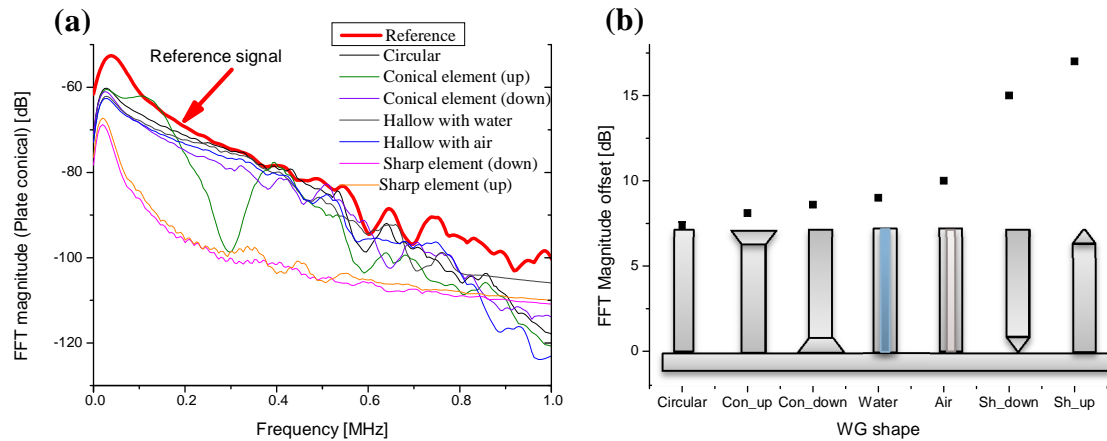 (a)
FFT magnitude (Plate conical) [dB]
-60
-80
-100
-120
Reference signal
Reference
Circular
Conical element (up)
Conical element (down)
Hallow with water
Hallow with air
Sharp element (down)
Sharp element (up)
0.0 0.2 0.4 0.6 0.8 1.0
Frequency [MHz]
(b)
FFT Magnitude offset [dB]
15
10
5
0
Circular Con_up Con_down Water Air Sh_down Sh_up
WG shape